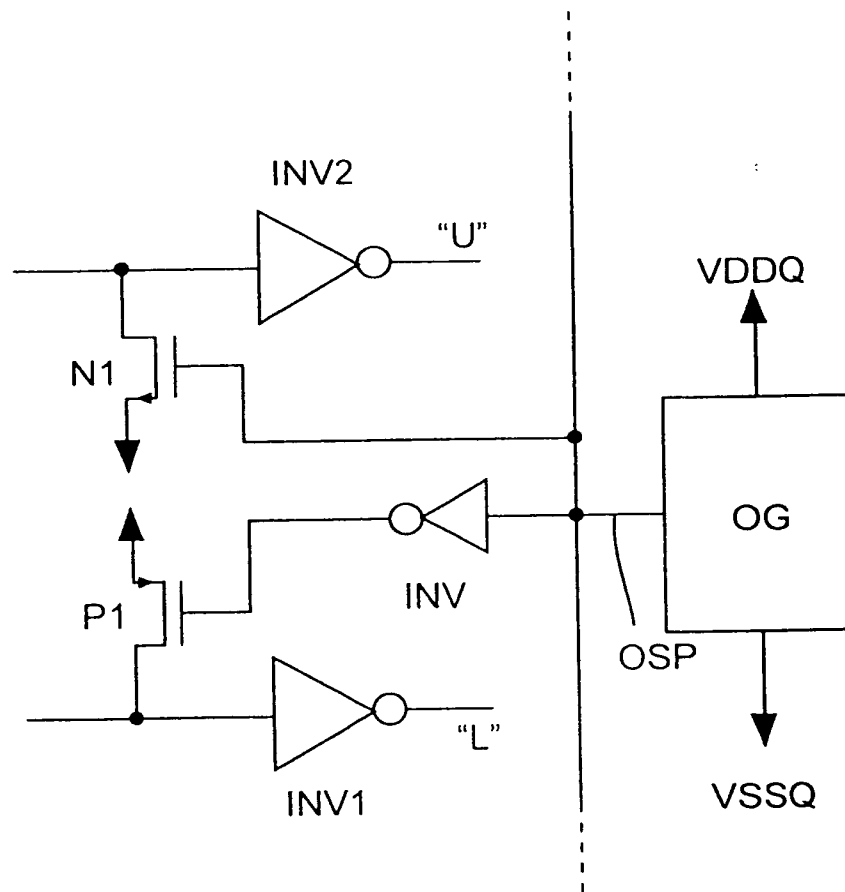 INV2
“U”
VDDQ
N1
OG
INV
P1
OSP
“L”
VSSQ
INV1